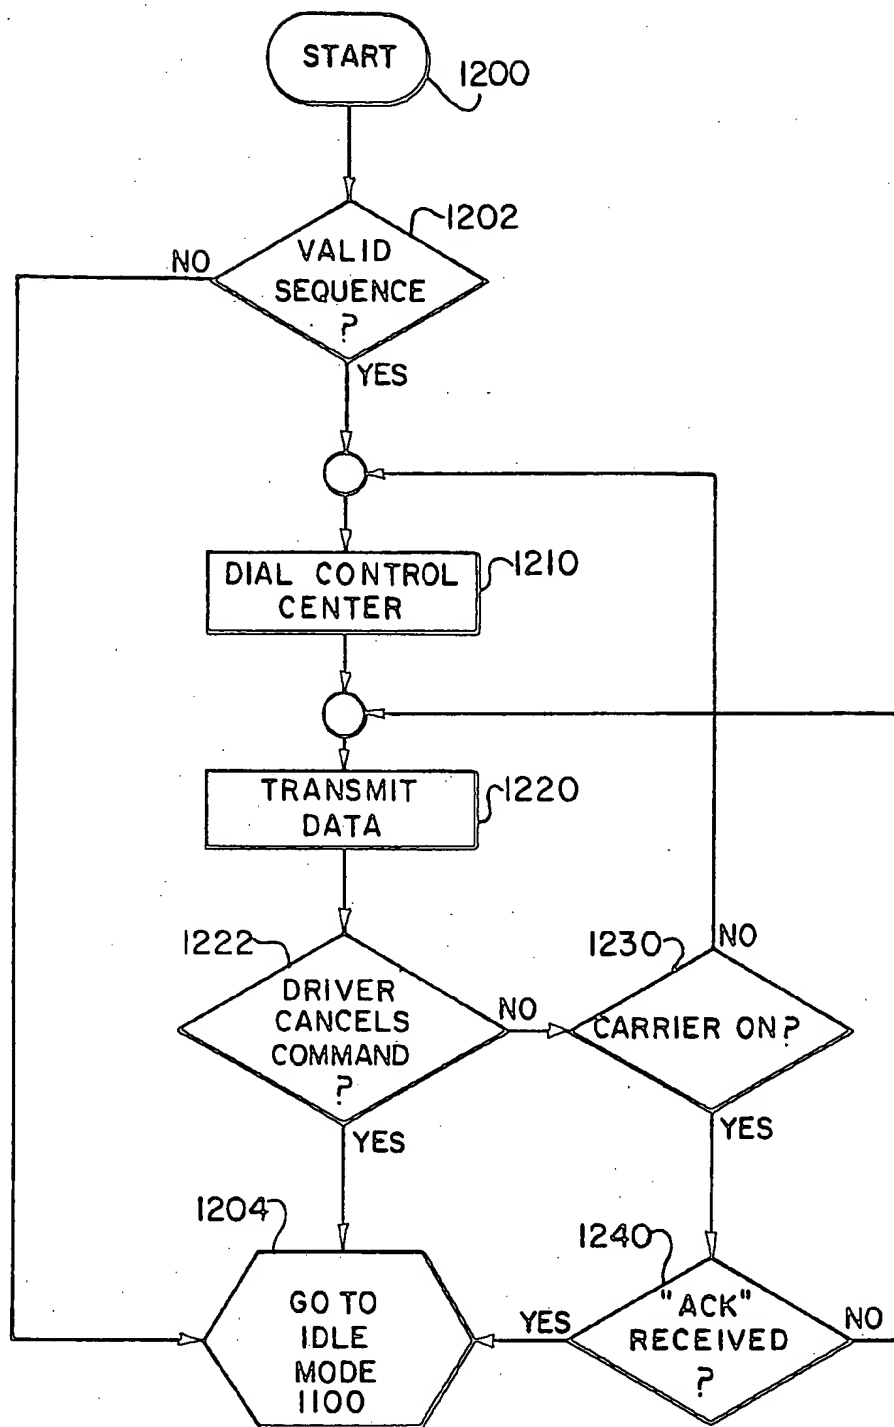 START
1200
1202
NO
VALID
SEQUENCE
?
YES
DIAL CONTROL
CENTER
1210
TRANSMIT
DATA
1220
1222
DRIVER
CANCELS
COMMAND
?
NO
YES
1230
NO
CARRIER ON?
YES
1204
GO TO
IDLE
MODE
1100
1240
"ACK"
RECEIVED
?
YES
NO